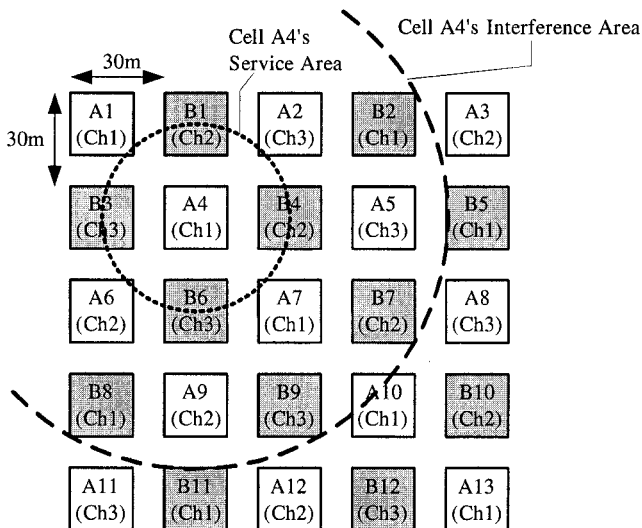 Cell A4's
Service Area
Cell A4's Interference Area
30m
30m
A1
(Ch1)
B1
(Ch2)
A2
(Ch3)
B2
(Ch1)
A3
(Ch2)
B3
(Ch3)
A4
(Ch1)
B4
(Ch2)
A5
(Ch3)
B5
(Ch1)
A6
(Ch2)
B6
(Ch3)
A7
(Ch1)
B7
(Ch2)
A8
(Ch3)
B8
(Ch1)
A9
(Ch2)
B9
(Ch3)
A10
(Ch1)
B10
(Ch2)
A11
(Ch3)
B11
(Ch1)
A12
(Ch2)
B12
(Ch3)
A13
(Ch1)